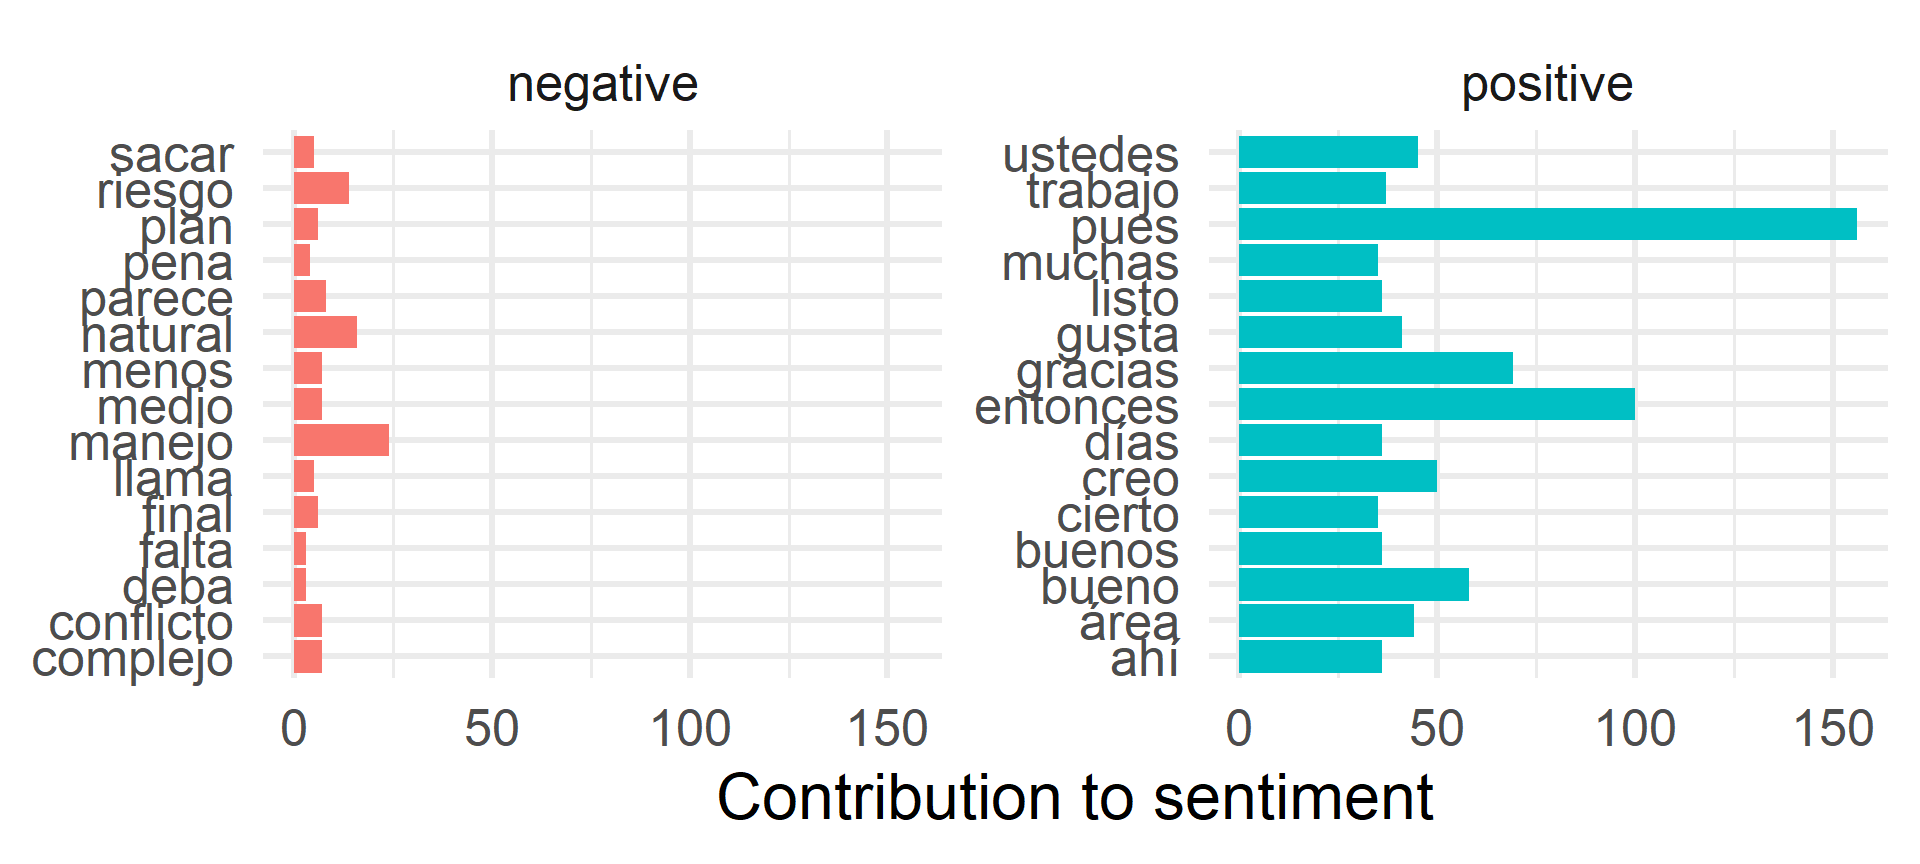 negative
sacar
riesgo
plan
pena
parece
natural
menos
medio
manejo
llama
final
falta
deba
conflicto
complejo
0 50 100 150
positive
ustedes
trabajo
pues
muchas
listo
gusta
gracias
entonces
días
creo
cierto
buenos
bueno
área
ahí
0 50 100 150
Contribution to sentiment